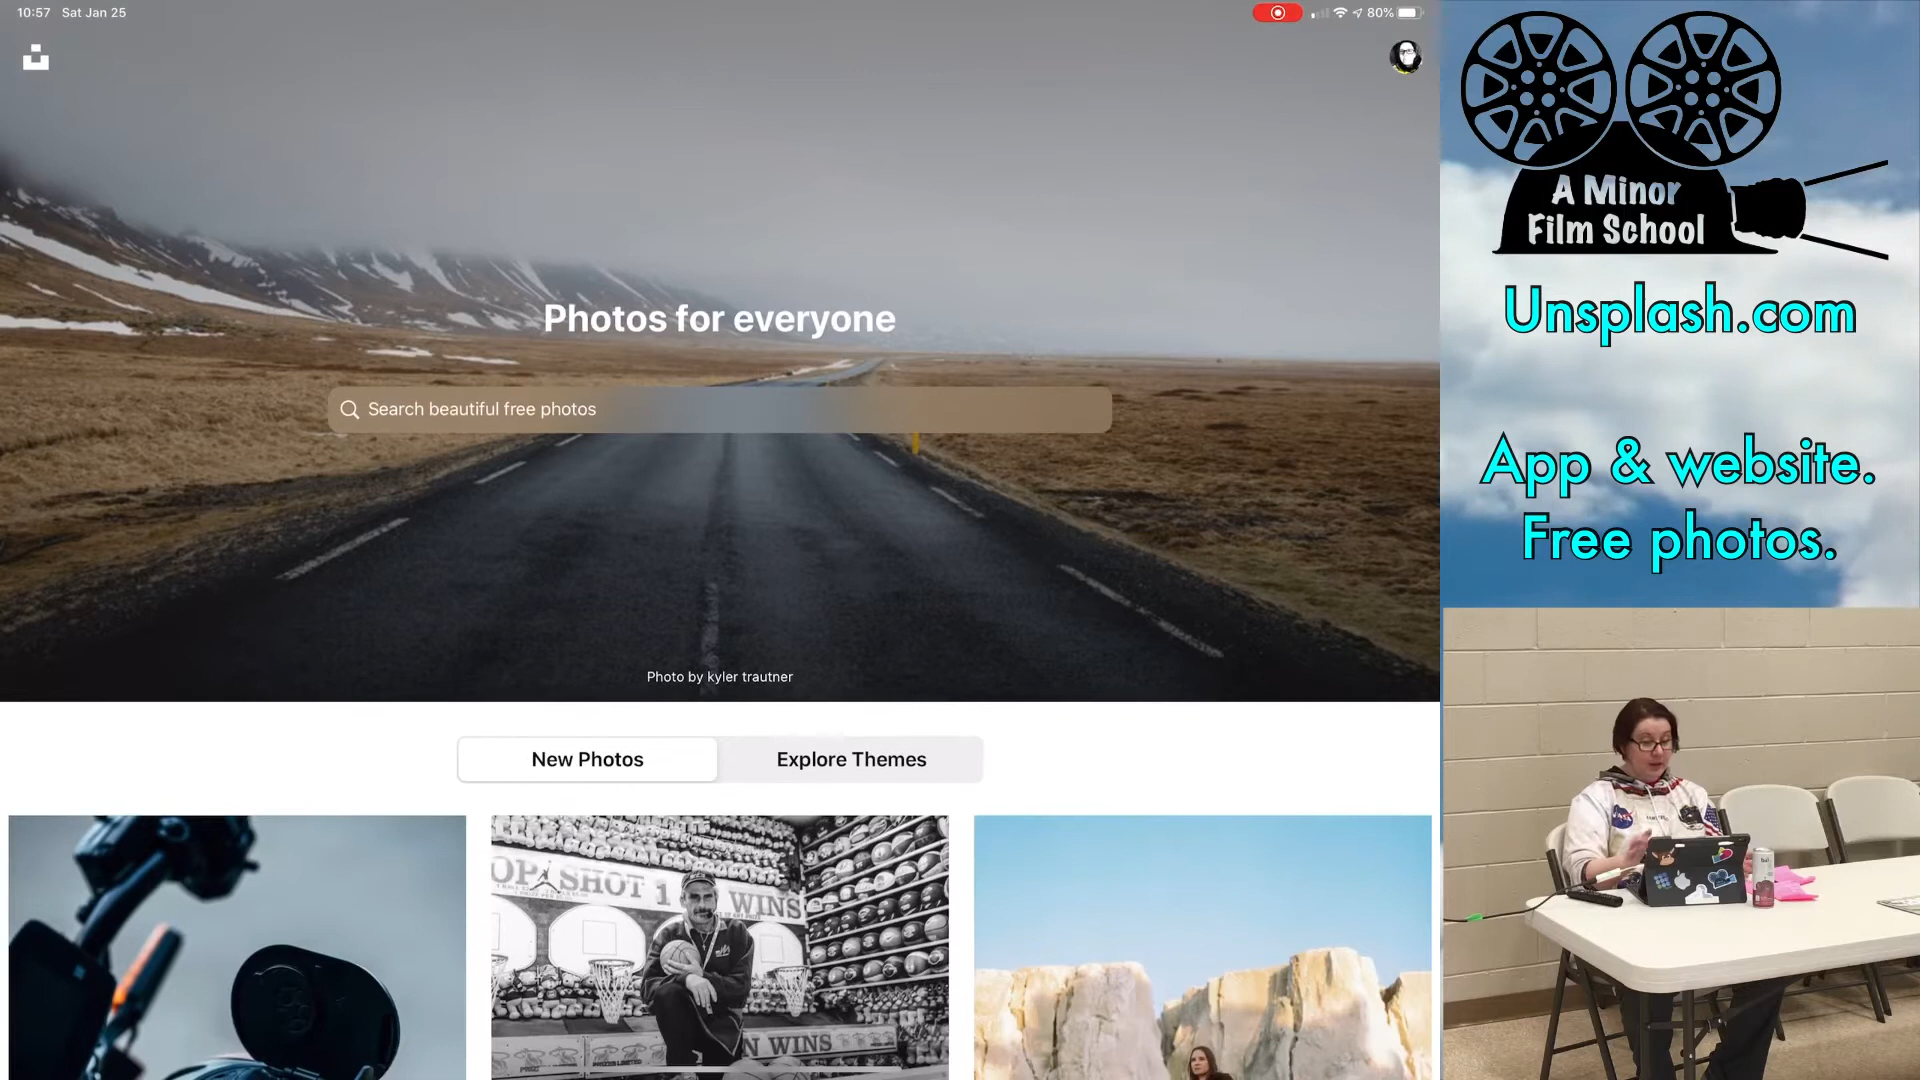 10:57 Sat Jan 25
80%
Photos for everyone
Search beautiful free photos
Photo by kyler trautner
New Photos
Explore Themes
OP SHOT 1 WINS
N WINS
A Minor
Film School
Unsplash.com
App & website.
Free photos.